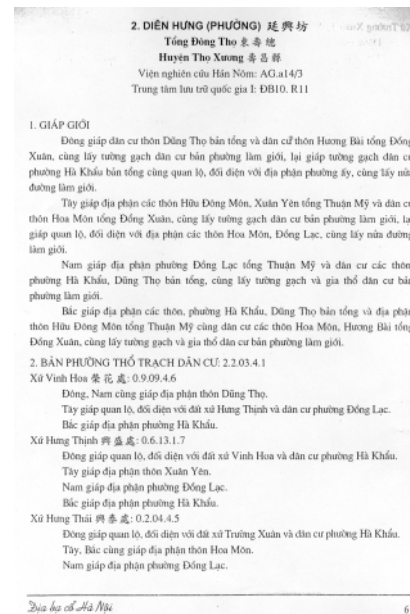 2. DIÊN HƯNG (PHƯỜNG) 廷興坊
Tổng Đông Thọ 東壽總
Huyện Thọ Xương 壽昌縣
Viện nghiên cứu Hán Nôm: AG.a14/3
Trung tâm lưu trữ quốc gia I: ĐB10. R11
1. GIÁP GIỚI
Đông giáp dân cư thôn Dũng Thọ bản tổng và dân cư thôn Hương Bài tổng Đồng
Xuân, cùng lấy tường gạch dân cư bản phường làm giới, lại giáp tường gạch dân cư
phường Hà Khẩu bản tổng cùng quan lộ, đối diện với địa phận phường ấy, cùng lấy nửa
đường làm giới.
Tây giáp địa phận các thôn Hữu Đông Môn, Xuân Yên tổng Thuận Mỹ và dân cư
thôn Hoa Môn tổng Đồng Xuân, cùng lấy tường gạch dân cư bản phường làm giới, lại
giáp quan lộ, đối diện với địa phận các thôn Hoa Môn, Đồng Lạc, cùng lấy nửa đường
làm giới.
Nam giáp địa phận phường Đồng Lạc tổng Thuận Mỹ và dân cư các thôn,
phường Hà Khẩu, Dũng Thọ bản tổng, cùng lấy tường gạch và gia thổ dân cư bản
phường làm giới.
Bắc giáp địa phận các thôn, phường Hà Khẩu, Dũng Thọ bản tổng và địa phận
thôn Hữu Đông Môn tổng Thuận Mỹ cùng dân cư các thôn Hoa Môn, Hương Bài tổng
Đồng Xuân, cùng lấy tường gạch và gia thổ dân cư bản phường làm giới.
2. BẢN PHƯỜNG THỔ TRẠCH DÂN CƯ: 2.2.03.4.1
Xứ Vinh Hoa 榮花處: 0.9.09.4.6
Đông, Nam cùng giáp địa phận thôn Dũng Thọ.
Tây giáp quan lộ, đối diện với đất xứ Hưng Thịnh và dân cư phường Đồng Lạc.
Bắc giáp địa phận phường Hà Khẩu.
Xứ Hưng Thịnh 興盛處: 0.6.13.1.7
Đông giáp quan lộ, đối diện với đất xứ Vinh Hoa và dân cư phường Hà Khẩu.
Tây giáp địa phận thôn Xuân Yên.
Nam giáp địa phận phường Đồng Lạc.
Bắc giáp địa phận phường Hà Khẩu.
Xứ Hưng Thái 興泰處: 0.2.04.4.5
Đông giáp quan lộ, đối diện với đất xứ Trường Xuân và dân cư phường Hà Khẩu.
Tây, Bắc cùng giáp địa phận thôn Hoa Môn.
Nam giáp địa phận phường Đồng Lạc.
Địa bạ cổ Hà Nội